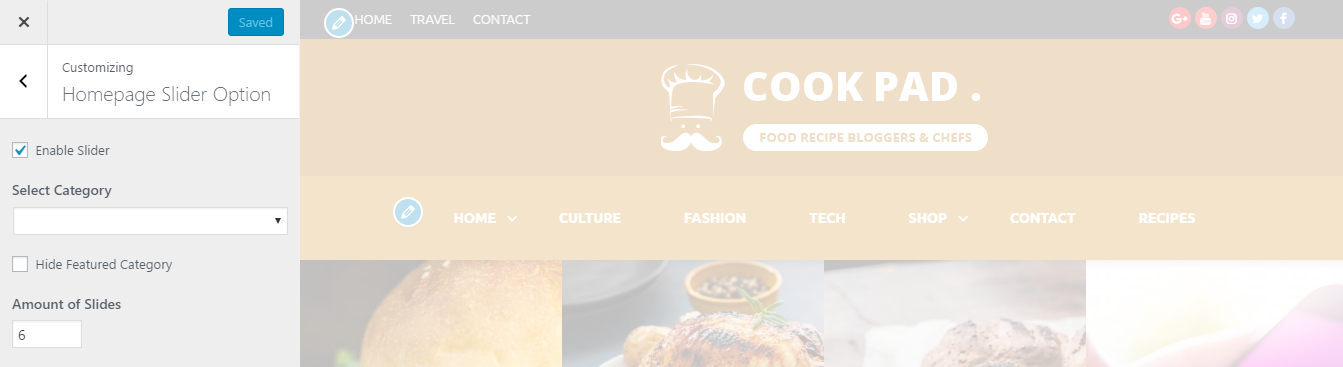 Saved
Customizing
Homepage Slider Option
Enable Slider
Select Category
Hide Featured Category
Amount of Slides
6
HOME TRAVEL CONTACT
COOK PAD .
FOOD RECIPE BLOGGERS & CHEFS
HOME CULTURE FASHION TECH SHOP CONTACT RECIPES